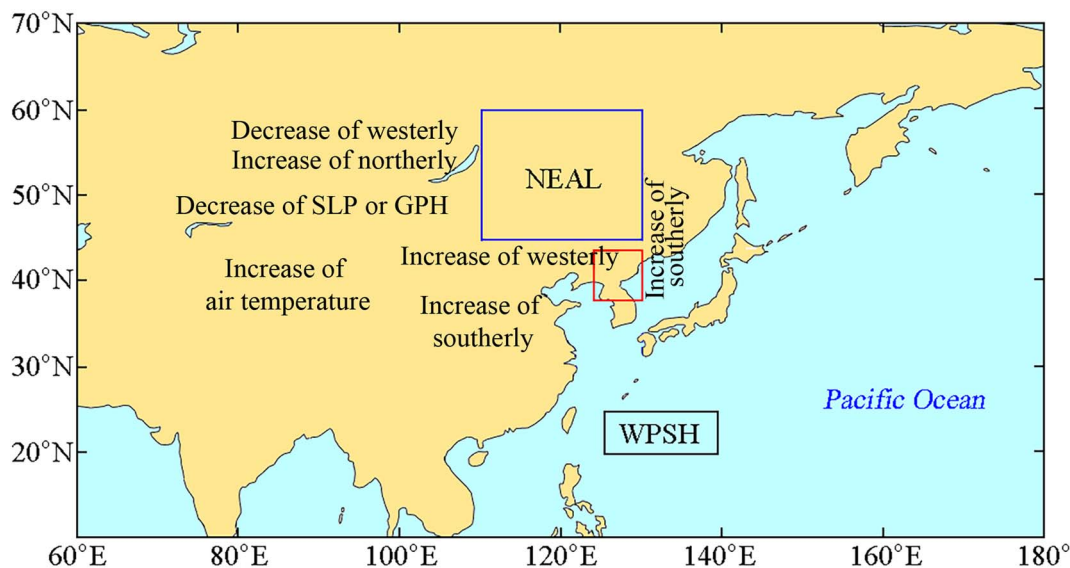 70°N
60°N
50°N
40°N
30°N
20°N
Decrease of westerly
Increase of northerly
NEAL
Decrease of SLP or GPH
Increase of westerly
Increase of
southerly
Increase of
air temperature
Increase of
southerly
Pacific Ocean
WPSH
60°E
80°E
100°E
120°E
140°E
160°E
180°